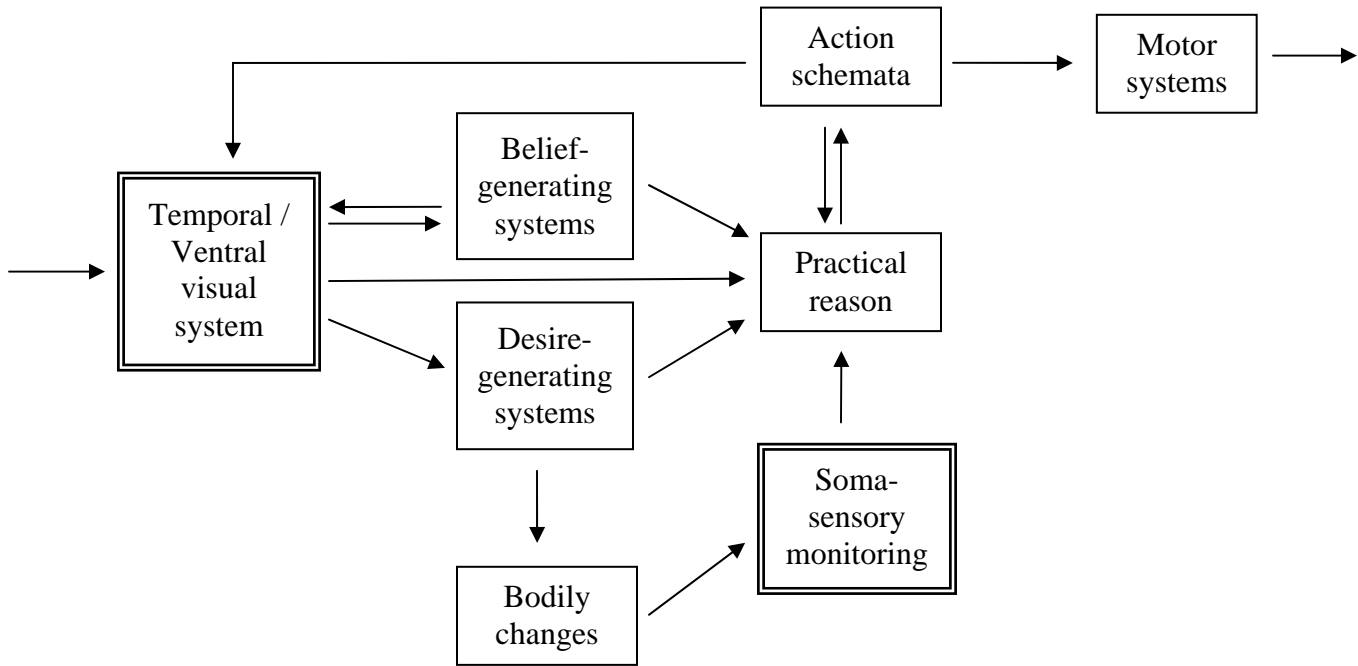 Action
schemata
Motor
systems
Belief-
generating
systems
Temporal /
Ventral
visual
system
Practical
reason
Desire-
generating
systems
Soma-
sensory
monitoring
Bodily
changes